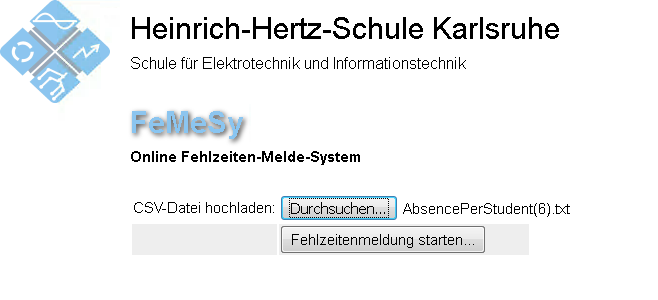 Heinrich-Hertz-Schule Karlsruhe
Schule für Elektrotechnik und Informationstechnik
FeMeSy
Online Fehlzeiten-Melde-System
CSV-Datei hochladen: Durchsuchen... AbsencePerStudent(6).txt
Fehlzeitenmeldung starten...